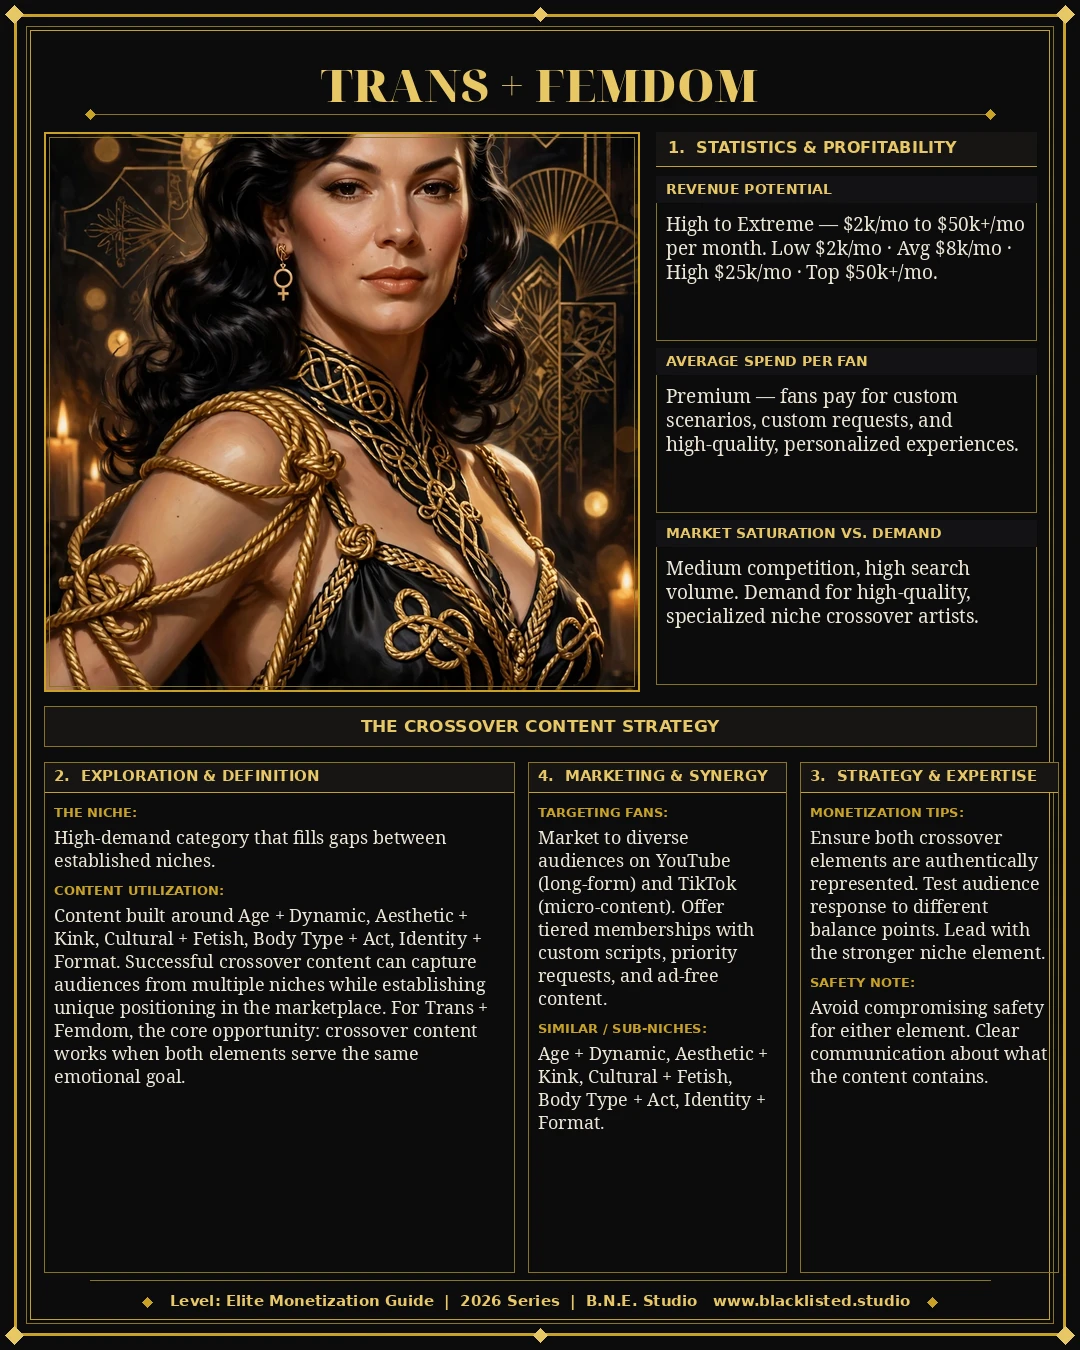 TRANS + FEMDOM
1. STATISTICS & PROFITABILITY
REVENUE POTENTIAL
High to Extreme — $2k/mo to $50k+/mo
per month. Low $2k/mo · Avg $8k/mo ·
High $25k/mo · Top $50k+/mo.
AVERAGE SPEND PER FAN
Premium — fans pay for custom
scenarios, custom requests, and
high-quality, personalized experiences.
MARKET SATURATION VS. DEMAND
Medium competition, high search
volume. Demand for high-quality,
specialized niche crossover artists.
THE CROSSOVER CONTENT STRATEGY
2. EXPLORATION & DEFINITION
THE NICHE:
High-demand category that fills gaps between
established niches.
CONTENT UTILIZATION:
Content built around Age + Dynamic, Aesthetic +
Kink, Cultural + Fetish, Body Type + Act, Identity +
Format. Successful crossover content can capture
audiences from multiple niches while establishing
unique positioning in the marketplace. For Trans +
Femdom, the core opportunity: crossover content
works when both elements serve the same
emotional goal.
4. MARKETING & SYNERGY
TARGETING FANS:
Market to diverse
audiences on YouTube
(long-form) and TikTok
(micro-content). Offer
tiered memberships with
custom scripts, priority
requests, and ad-free
content.
SIMILAR / SUB-NICHES:
Age + Dynamic, Aesthetic +
Kink, Cultural + Fetish,
Body Type + Act, Identity +
Format.
3. STRATEGY & EXPERTISE
MONETIZATION TIPS:
Ensure both crossover
elements are authentically
represented. Test audience
response to different
balance points. Lead with
the stronger niche element.
SAFETY NOTE:
Avoid compromising safety
for either element. Clear
communication about what
the content contains.
Level: Elite Monetization Guide | 2026 Series | B.N.E. Studio www.blacklisted.studio